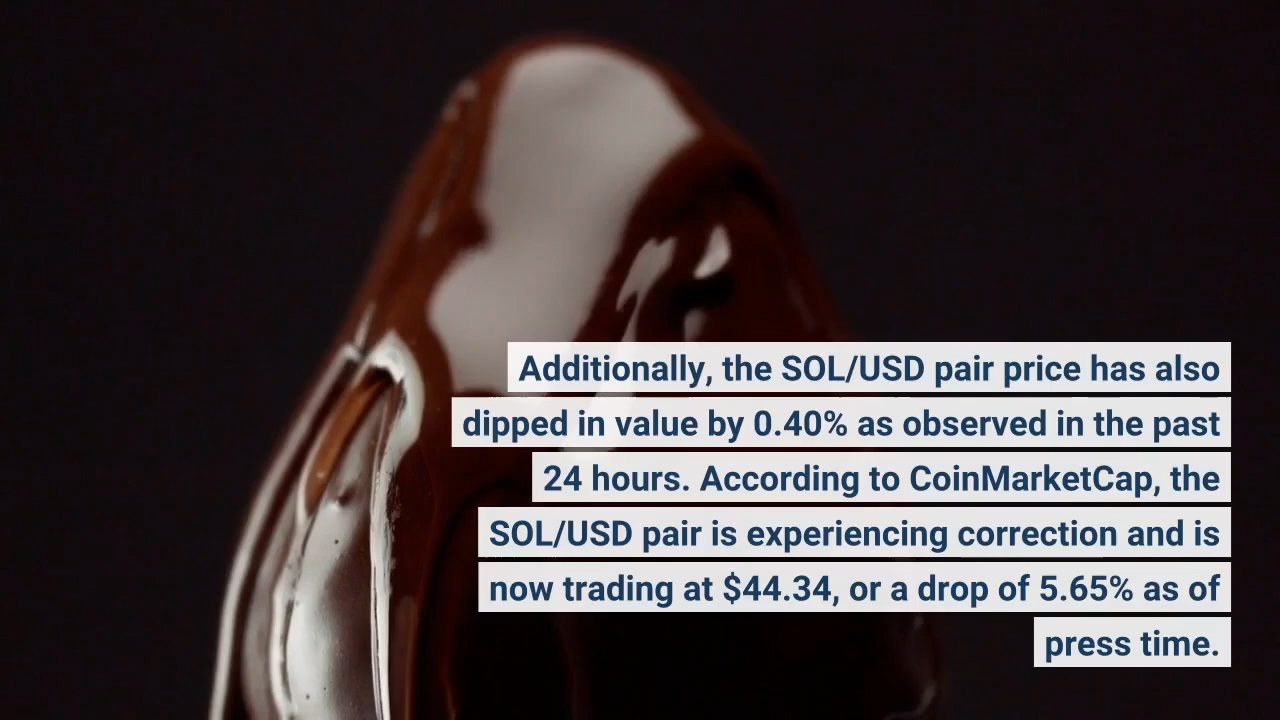 Additionally, the SOL/USD pair price has also
dipped in value by 0.40% as observed in the past
24 hours. According to CoinMarketCap, the
SOL/USD pair is experiencing correction and is
now trading at $44.34, or a drop of 5.65% as of
press time.